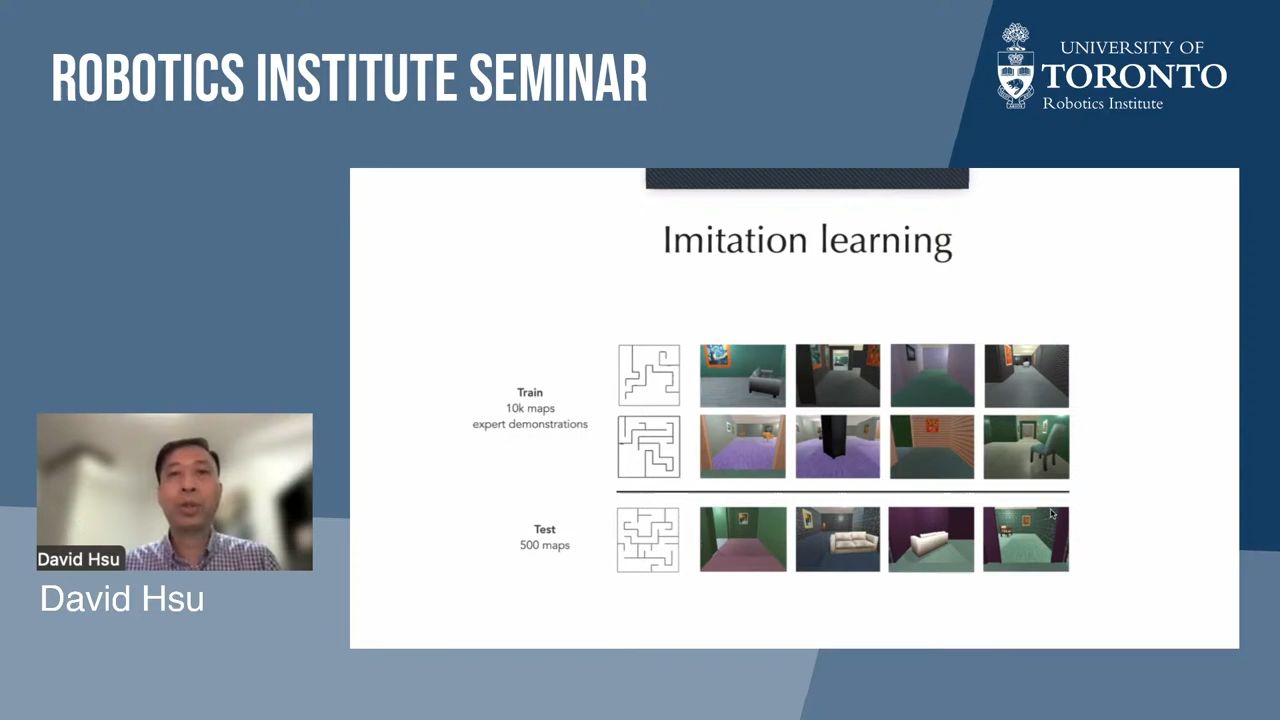 ROBOTICS INSTITUTE SEMINAR
UNIVERSITY OF
TORONTO
Robotics Institute
Imitation learning
Train
10k maps
expert demonstrations
Test
500 maps
David Hsu
David Hsu